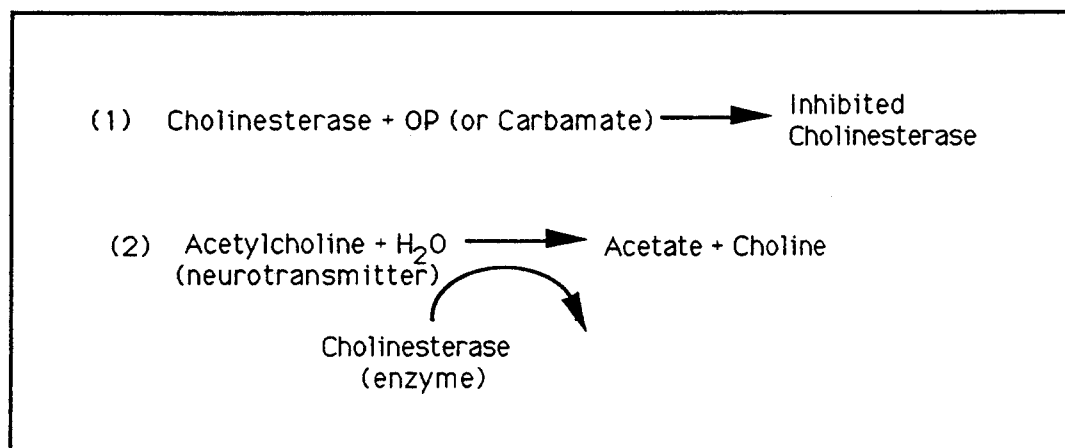 (1) Cholinesterase + OP (or Carbamate) Inhibited
Cholinesterase
(2) Acetylcholine + H2O Acetate + Choline
(neurotransmitter)
Cholinesterase
(enzyme)